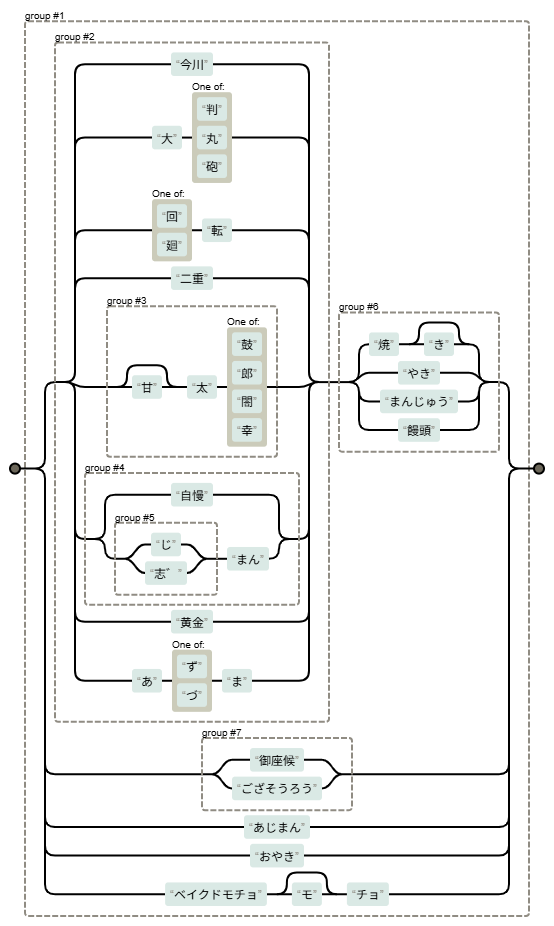 group #1
group #2
“今川”
One of:
“判”
“大” “丸”
“砲”
One of:
“回”
“転”
“廻”
“二重”
group #3
group #6
One of:
“鼓”
“焼” “き”
“郎”
“やき”
“甘” “太”
“闇”
“まんじゅう”
“幸”
“饅頭”
group #4
“自慢”
group #5
“じ”
“まん”
“志゛”
“黄金”
One of:
“ず”
“あ” “ま”
“づ”
group #7
“御座候”
“ござそうろう”
“あじまん”
“おやき”
“ベイクドモチョ” “モ” “チョ”